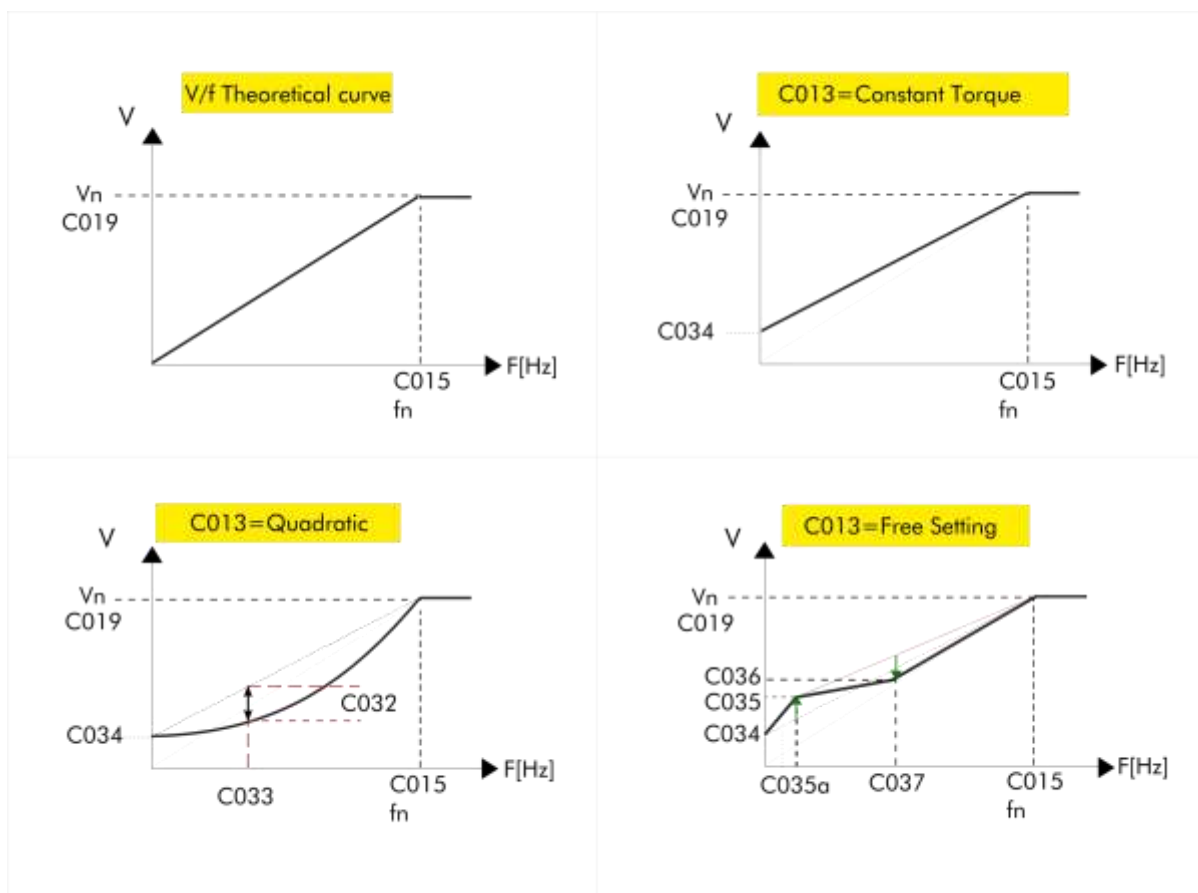 V/f Theoretical curve
V
Vn
C019
F[Hz]
C015
fn
C013=Constant Torque
V
Vn
C019
C034
F[Hz]
C015
fn
C013=Quadratic
V
Vn
C019
C032
C034
F[Hz]
C033
C015
fn
C013=Free Setting
V
Vn
C019
C036
C035
C034
F[Hz]
C035a
C037
C015
fn